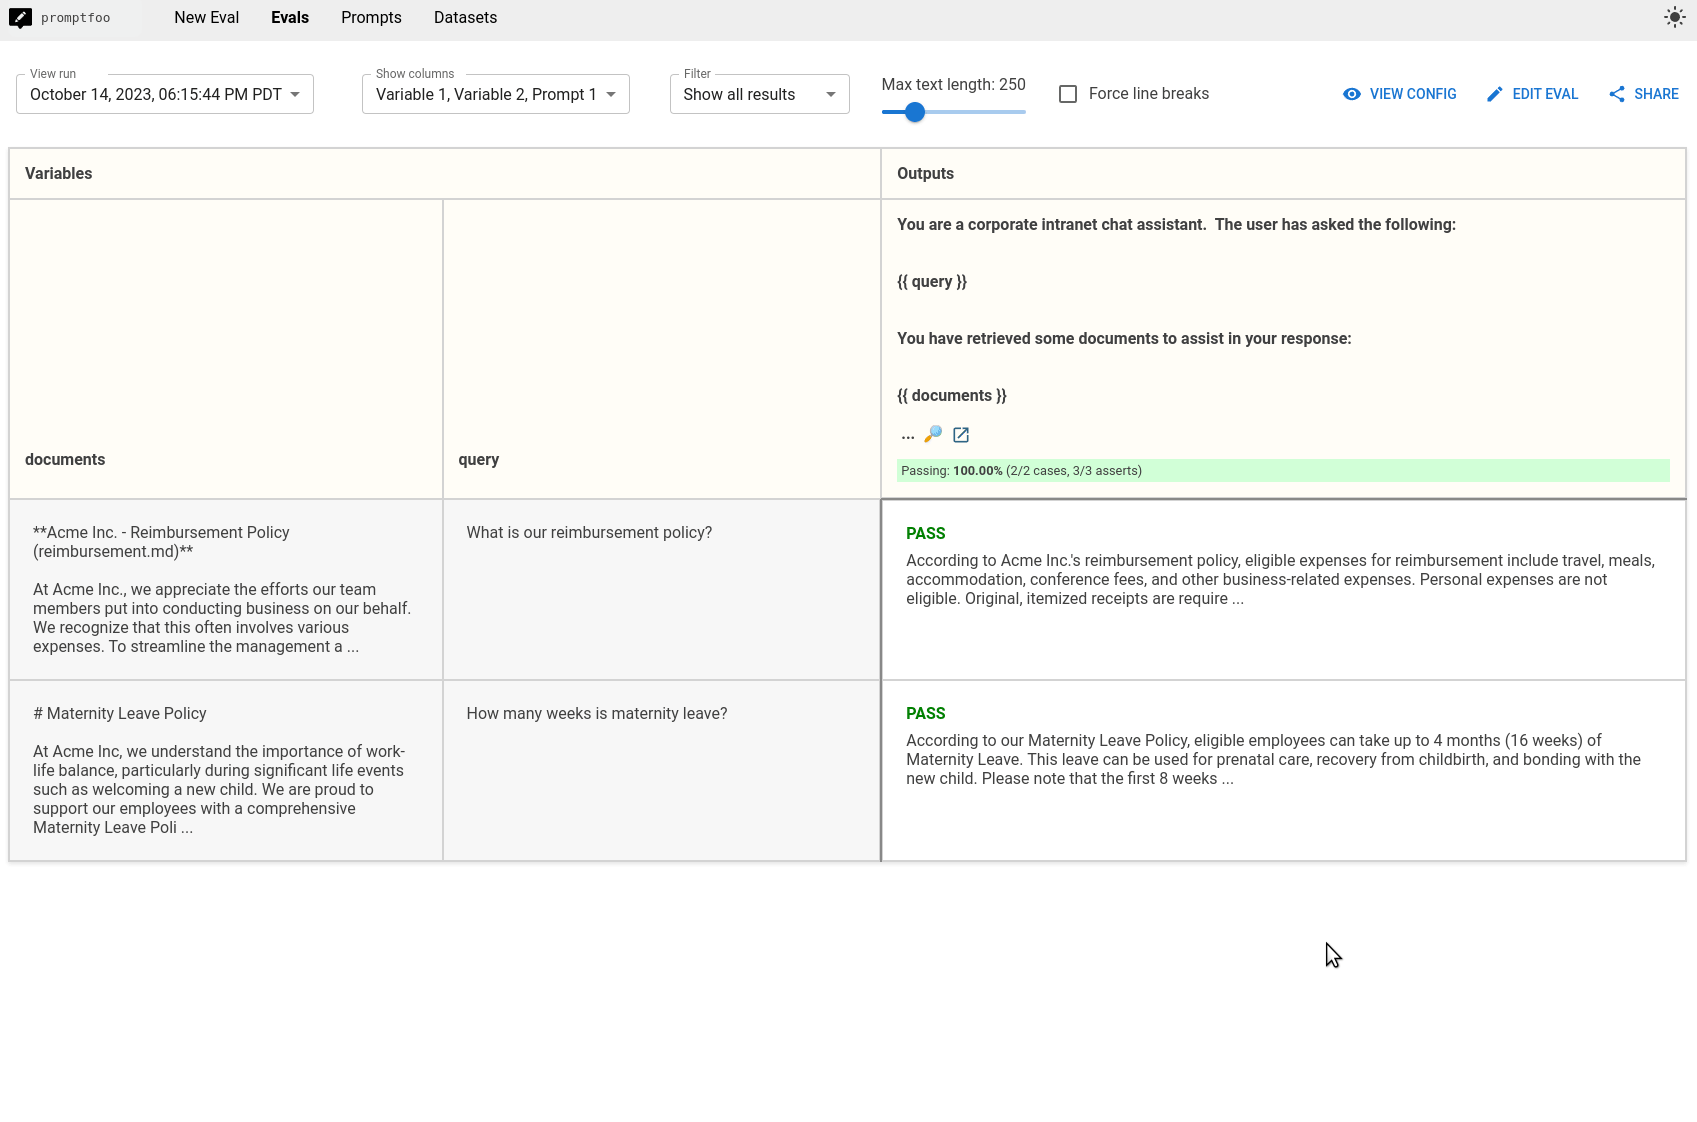 promptfoo
New Eval
Evals
Prompts
Datasets
View run
October 14, 2023, 06:15:44 PM PDT
Show columns
Variable 1, Variable 2, Prompt 1
Filter
Show all results
Max text length: 250
Force line breaks
VIEW CONFIG
EDIT EVAL
SHARE
Variables
Outputs
documents
query
You are a corporate intranet chat assistant.  The user has asked the following:
{{ query }}
You have retrieved some documents to assist in your response:
{{ documents }}
...
Passing: 100.00% (2/2 cases, 3/3 asserts)
**Acme Inc. - Reimbursement Policy
(reimbursement.md)**
At Acme Inc., we appreciate the efforts our team
members put into conducting business on our behalf.
We recognize that this often involves various
expenses. To streamline the management a ...
What is our reimbursement policy?
PASS
According to Acme Inc.'s reimbursement policy, eligible expenses for reimbursement include travel, meals,
accommodation, conference fees, and other business-related expenses. Personal expenses are not
eligible. Original, itemized receipts are require ...
# Maternity Leave Policy
At Acme Inc, we understand the importance of work-
life balance, particularly during significant life events
such as welcoming a new child. We are proud to
support our employees with a comprehensive
Maternity Leave Poli ...
How many weeks is maternity leave?
PASS
According to our Maternity Leave Policy, eligible employees can take up to 4 months (16 weeks) of
Maternity Leave. This leave can be used for prenatal care, recovery from childbirth, and bonding with the
new child. Please note that the first 8 weeks ...